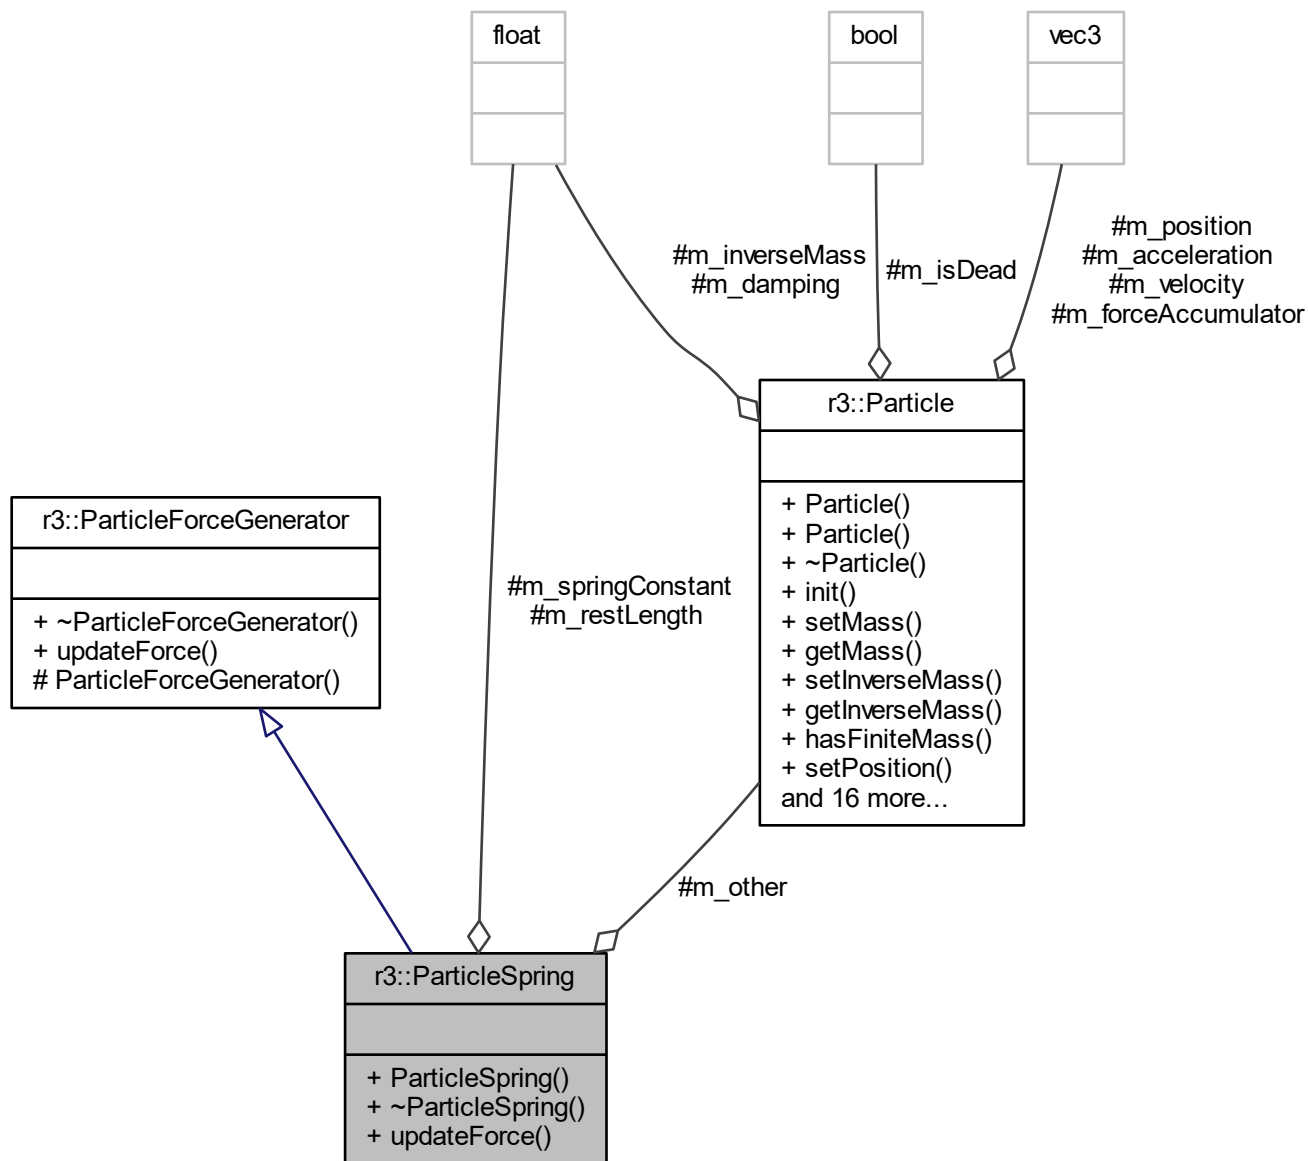 float
bool
vec3
#m_position
#m_acceleration
#m_velocity
#m_forceAccumulator
#m_inverseMass
#m_damping
#m_isDead
r3::Particle
+ Particle()
+ Particle()
+ ~Particle()
+ init()
+ setMass()
+ getMass()
+ setInverseMass()
+ getInverseMass()
+ hasFiniteMass()
+ setPosition()
and 16 more...
r3::ParticleForceGenerator
+ ~ParticleForceGenerator()
+ updateForce()
# ParticleForceGenerator()
#m_springConstant
#m_restLength
#m_other
r3::ParticleSpring
+ ParticleSpring()
+ ~ParticleSpring()
+ updateForce()